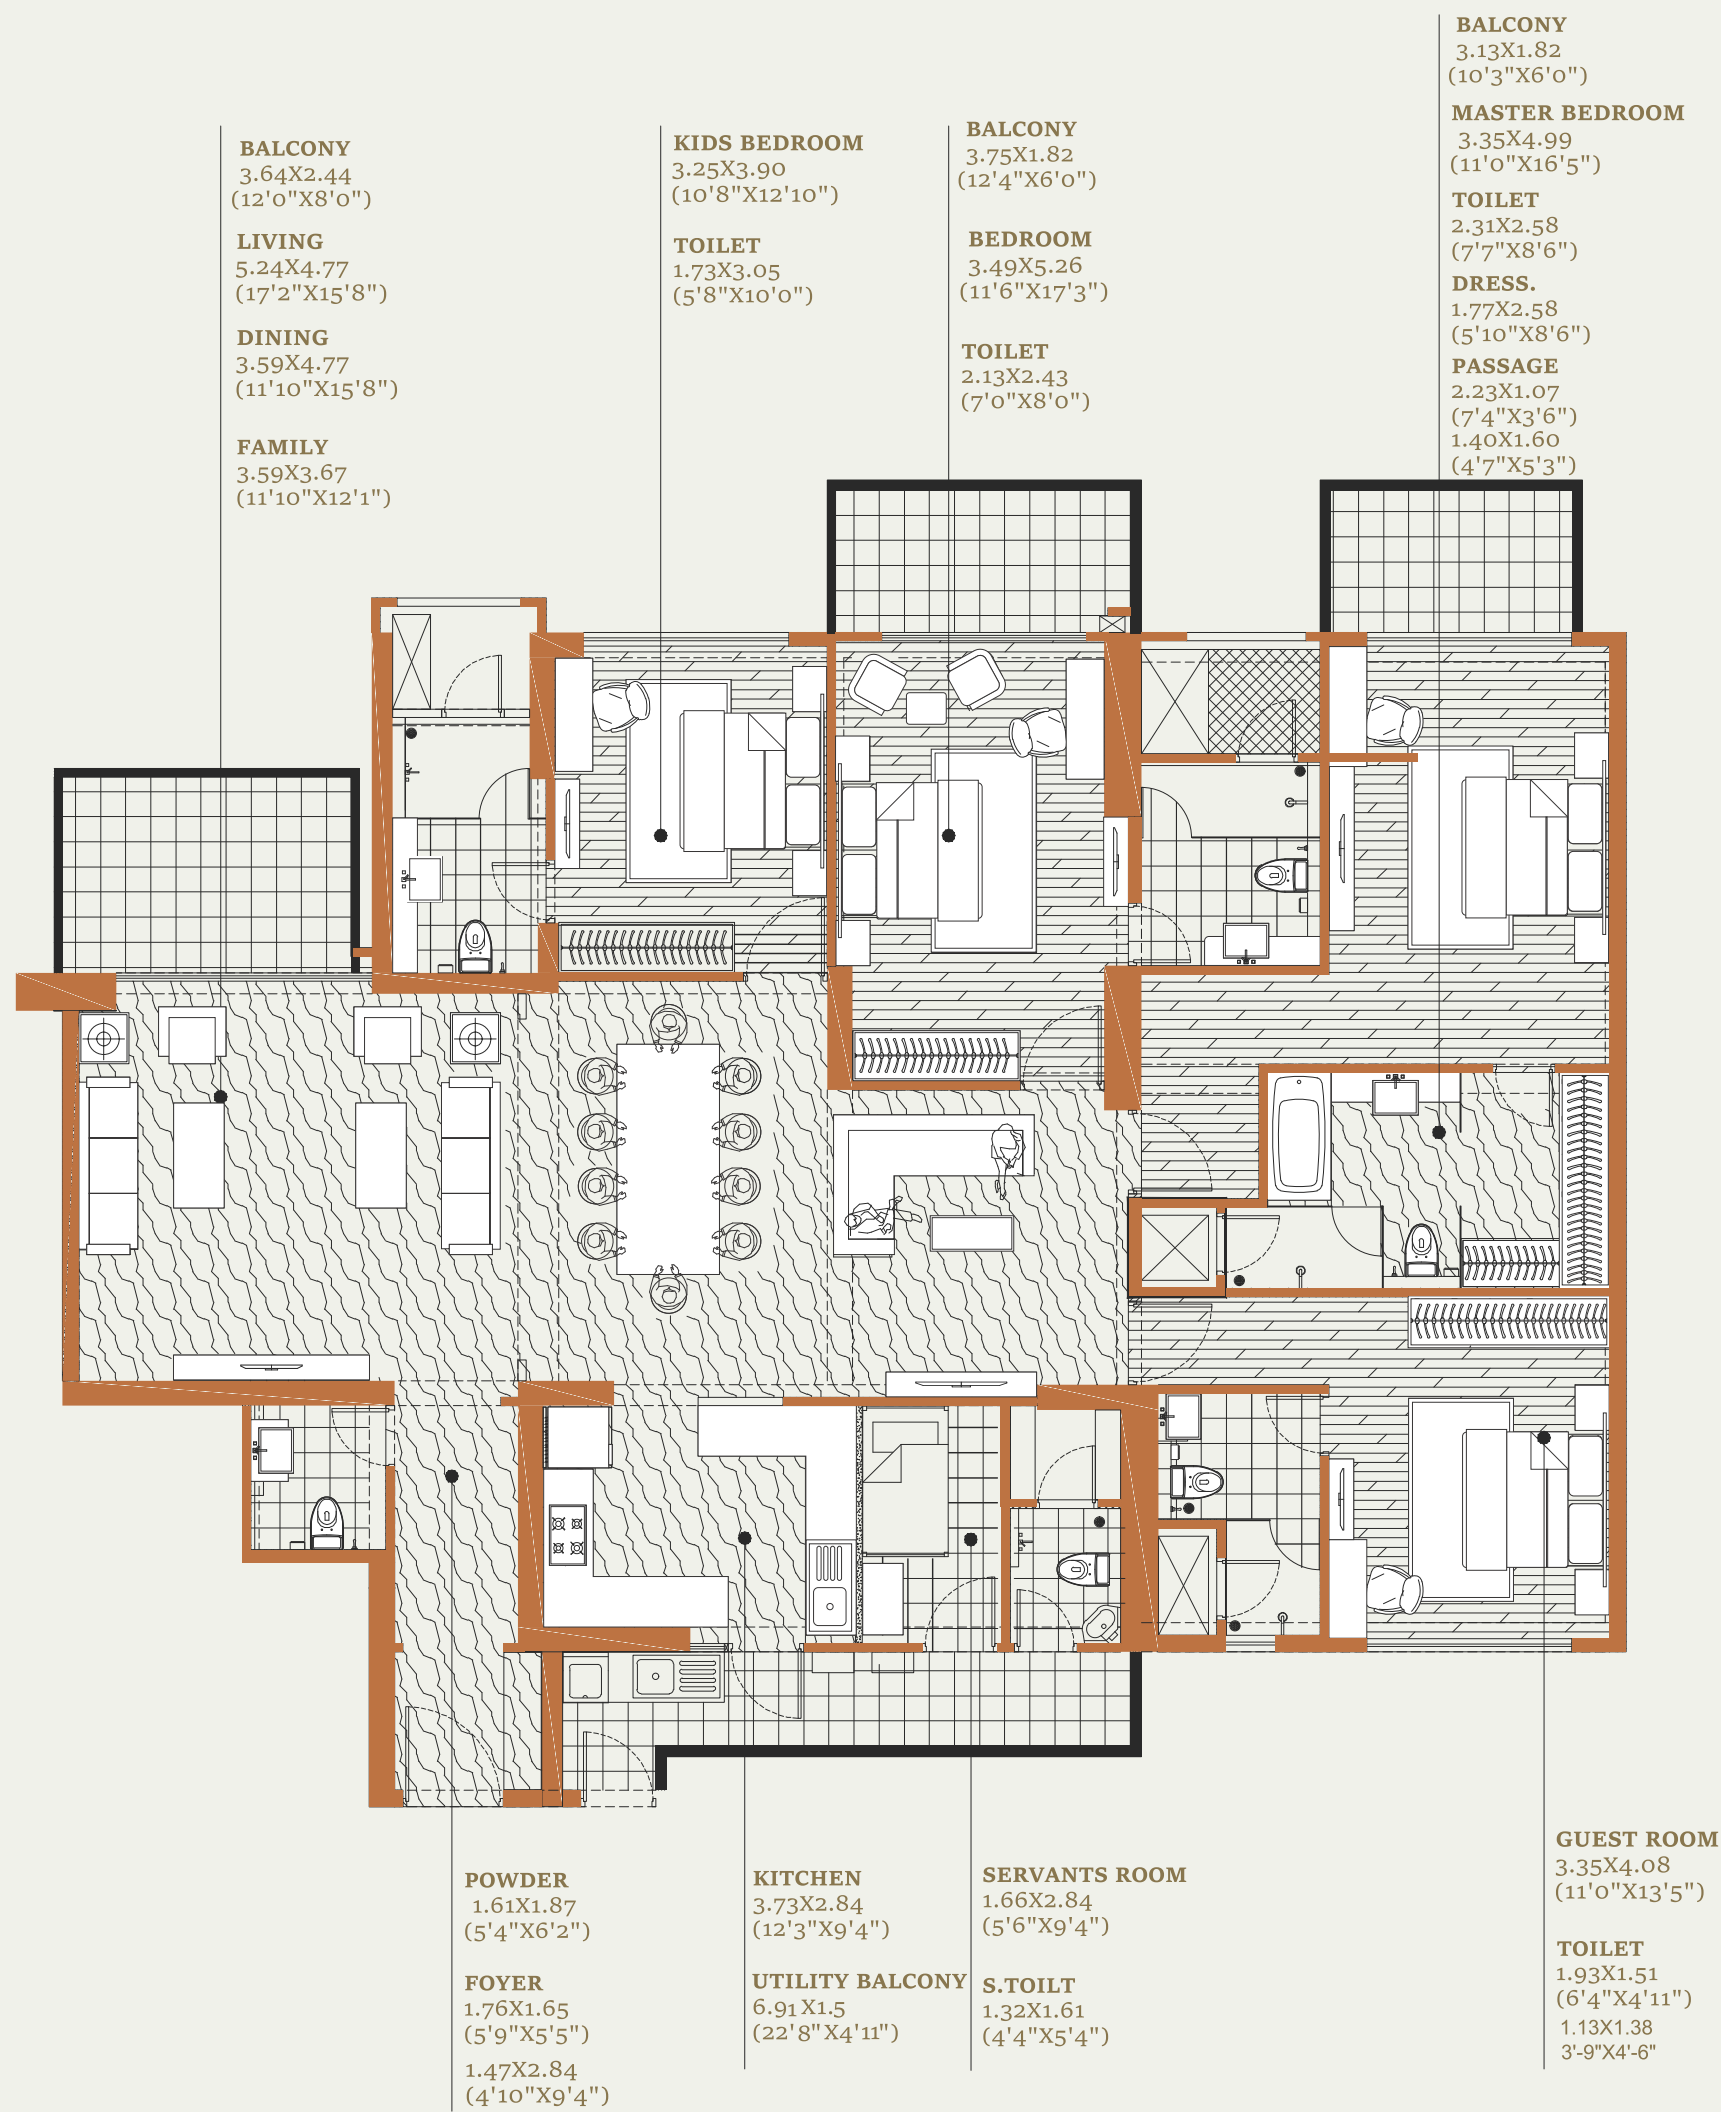 BALCONY
3.64X2.44
(12'0"X8'0")
LIVING
5.24X4.77
(17'2"X15'8")
DINING
3.59X4.77
(11'10"X15'8")
FAMILY
3.59X3.67
(11'10"X12'1")
KIDS BEDROOM
3.25X3.90
(10'8"X12'10")
TOILET
1.73X3.05
(5'8"X10'0")
BALCONY
3.75X1.82
(12'4"X6'0")
BEDROOM
3.49X5.26
(11'6"X17'3")
TOILET
2.13X2.43
(7'0"X8'0")
BALCONY
3.13X1.82
(10'3"X6'0")
MASTER BEDROOM
3.35X4.99
(11'0"X16'5")
TOILET
2.31X2.58
(7'7"X8'6")
DRESS.
1.77X2.58
(5'10"X8'6")
PASSAGE
2.23X1.07
(7'4"X3'6")
1.40X1.60
(4'7"X5'3")
POWDER
1.61X1.87
(5'4"X6'2")
FOYER
1.76X1.65
(5'9"X5'5")
1.47X2.84
(4'10"X9'4")
KITCHEN
3.73X2.84
(12'3"X9'4")
UTILITY BALCONY
6.91X1.5
(22'8"X4'11")
SERVANTS ROOM
1.66X2.84
(5'6"X9'4")
S.TOILT
1.32X1.61
(4'4"X5'4")
GUEST ROOM
3.35X4.08
(11'0"X13'5")
TOILET
1.93X1.51
(6'4"X4'11")
1.13X1.38
3'-9"X4'-6"